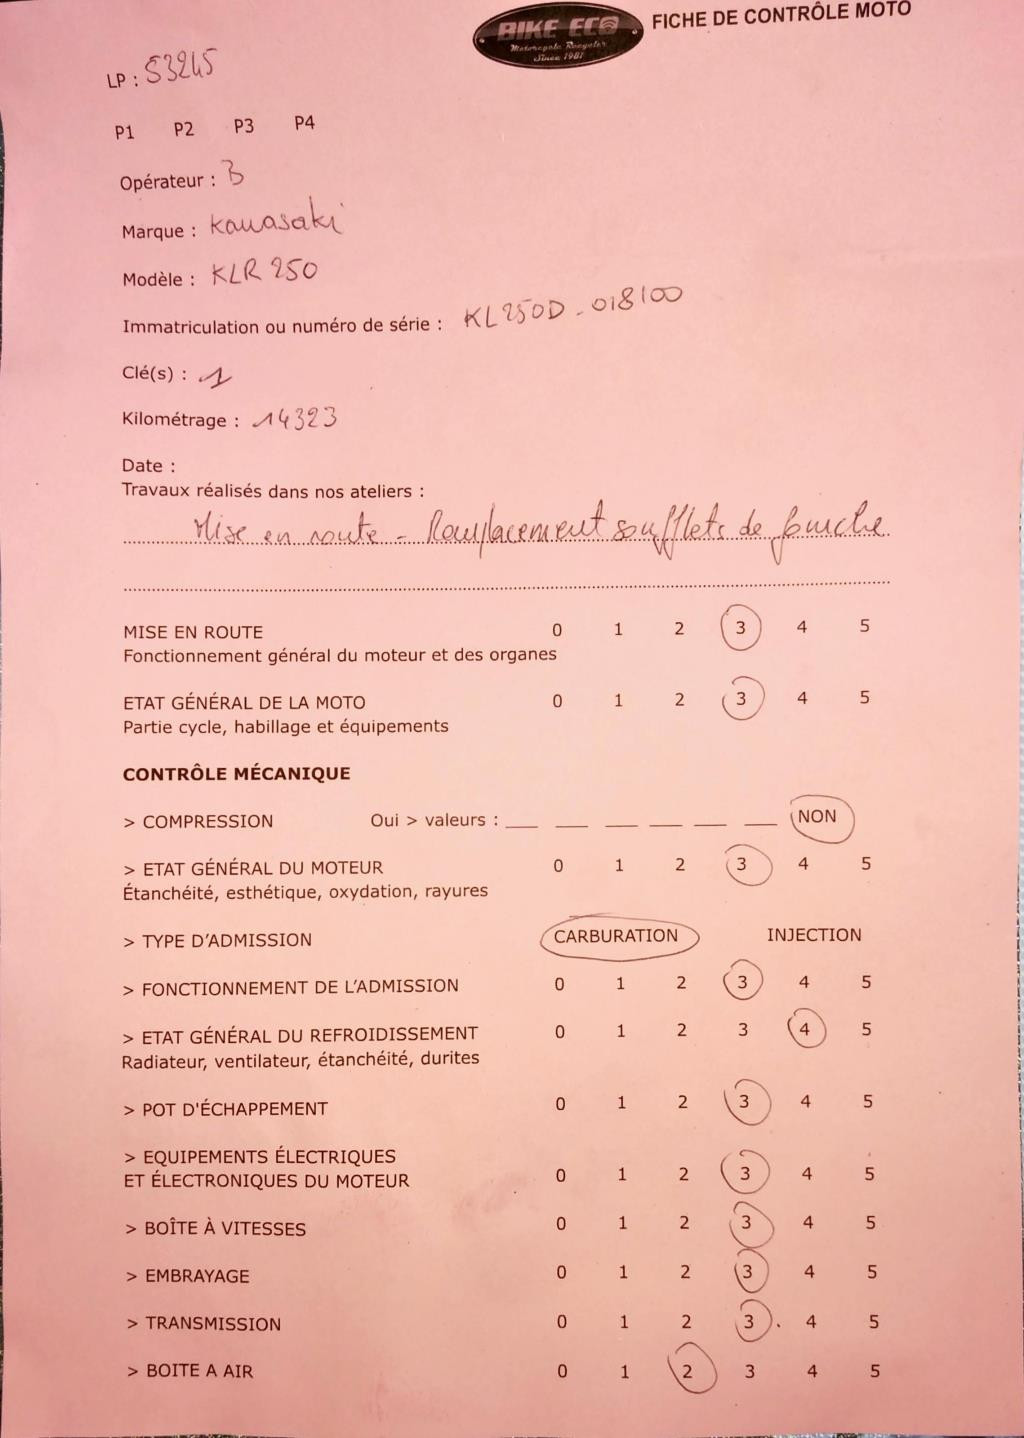 BIKE ECO
Motorcycle Recycler
Since 1981
FICHE DE CONTRÔLE MOTO
LP : 53245
P1 P2 P3 P4
Opérateur : B
Marque : Kawasaki
Modèle : KLR 250
Immatriculation ou numéro de série : KL250D-018100
Clé(s) : 1
Kilométrage : 14323
Date :
Travaux réalisés dans nos ateliers :
Mise en route - Remplacement soufflets de fourche
MISE EN ROUTE 0 1 2 3 4 5
Fonctionnement général du moteur et des organes
ETAT GÉNÉRAL DE LA MOTO 0 1 2 3 4 5
Partie cycle, habillage et équipements
CONTRÔLE MÉCANIQUE
> COMPRESSION Oui > valeurs : __ __ __ __ __ __ NON
> ETAT GÉNÉRAL DU MOTEUR 0 1 2 3 4 5
Étanchéité, esthétique, oxydation, rayures
> TYPE D'ADMISSION CARBURATION INJECTION
> FONCTIONNEMENT DE L'ADMISSION 0 1 2 3 4 5
> ETAT GÉNÉRAL DU REFROIDISSEMENT 0 1 2 3 4 5
Radiateur, ventilateur, étanchéité, durites
> POT D'ÉCHAPPEMENT 0 1 2 3 4 5
> EQUIPEMENTS ÉLECTRIQUES
ET ÉLECTRONIQUES DU MOTEUR 0 1 2 3 4 5
> BOÎTE À VITESSES 0 1 2 3 4 5
> EMBRAYAGE 0 1 2 3 4 5
> TRANSMISSION 0 1 2 3 4 5
> BOITE A AIR 0 1 2 3 4 5